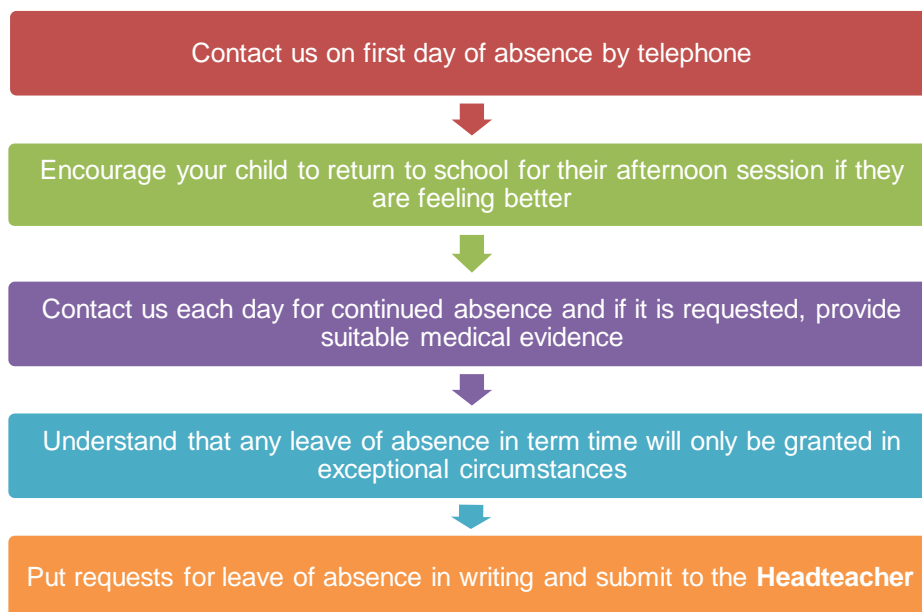 Contact us on first day of absence by telephone
Encourage your child to return to school for their afternoon session if they
are feeling better
Contact us each day for continued absence and if it is requested, provide
suitable medical evidence
Understand that any leave of absence in term time will only be granted in
exceptional circumstances
Put requests for leave of absence in writing and submit to the Headteacher